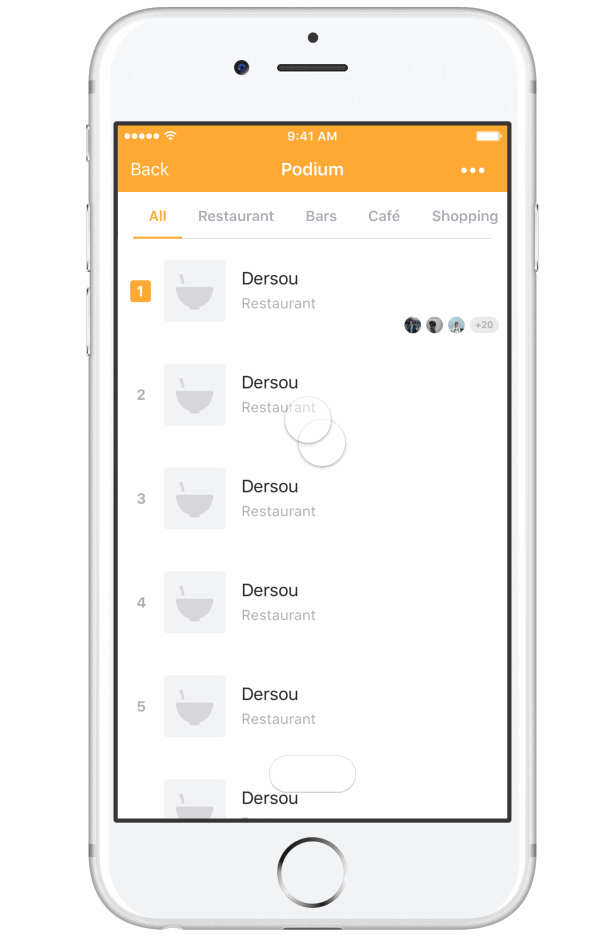 9:41 AM
Back Podium
All Restaurant Bars Café Shopping
1 Dersou
Restaurant
+20
2 Dersou
Restaurant
3 Dersou
Restaurant
4 Dersou
Restaurant
5 Dersou
Restaurant
Dersou